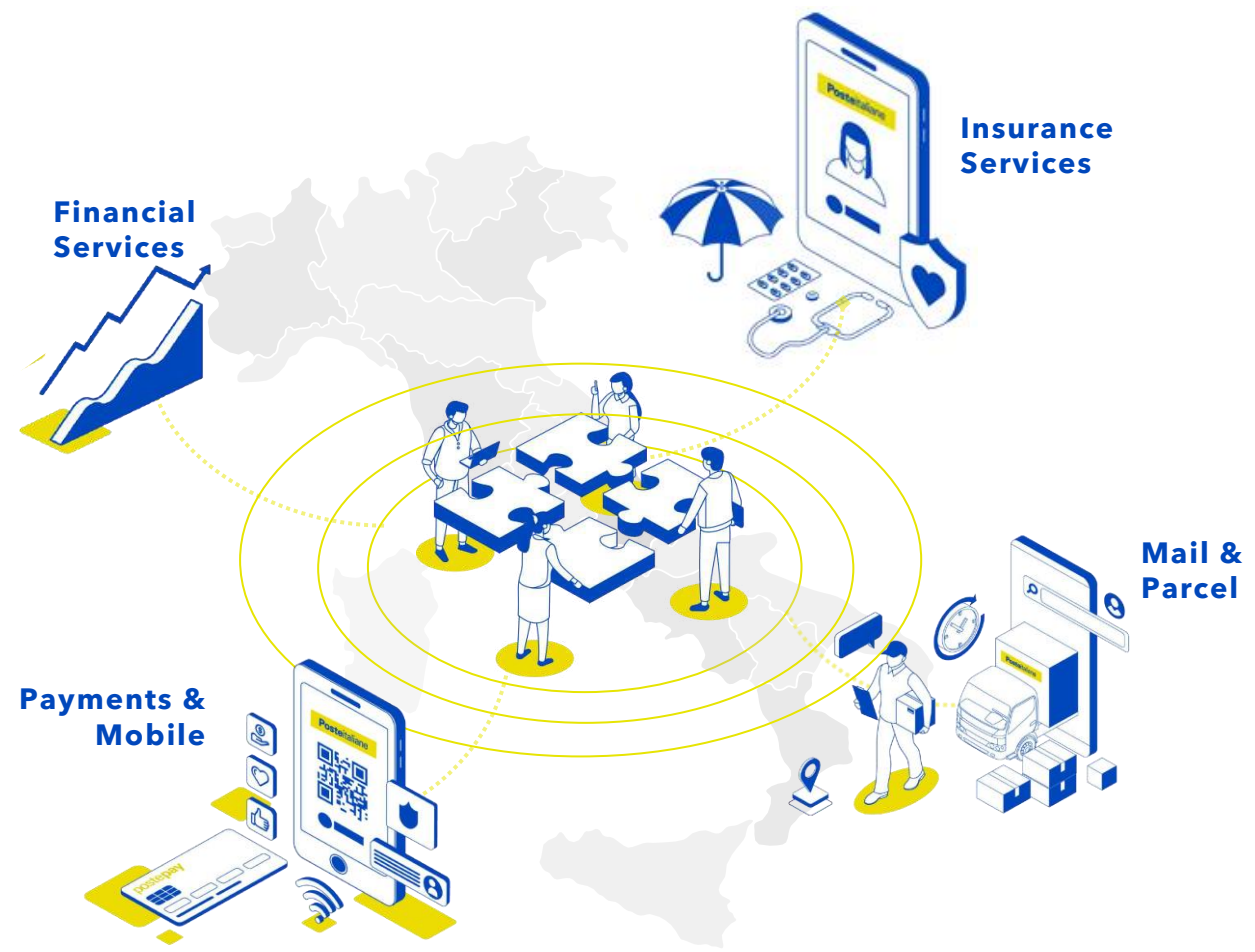 Insurance
Services
Posteitaliane
Financial
Services
Mail &
Parcel
Posteitaliane
Payments &
Mobile
Posteitaliane
postepay